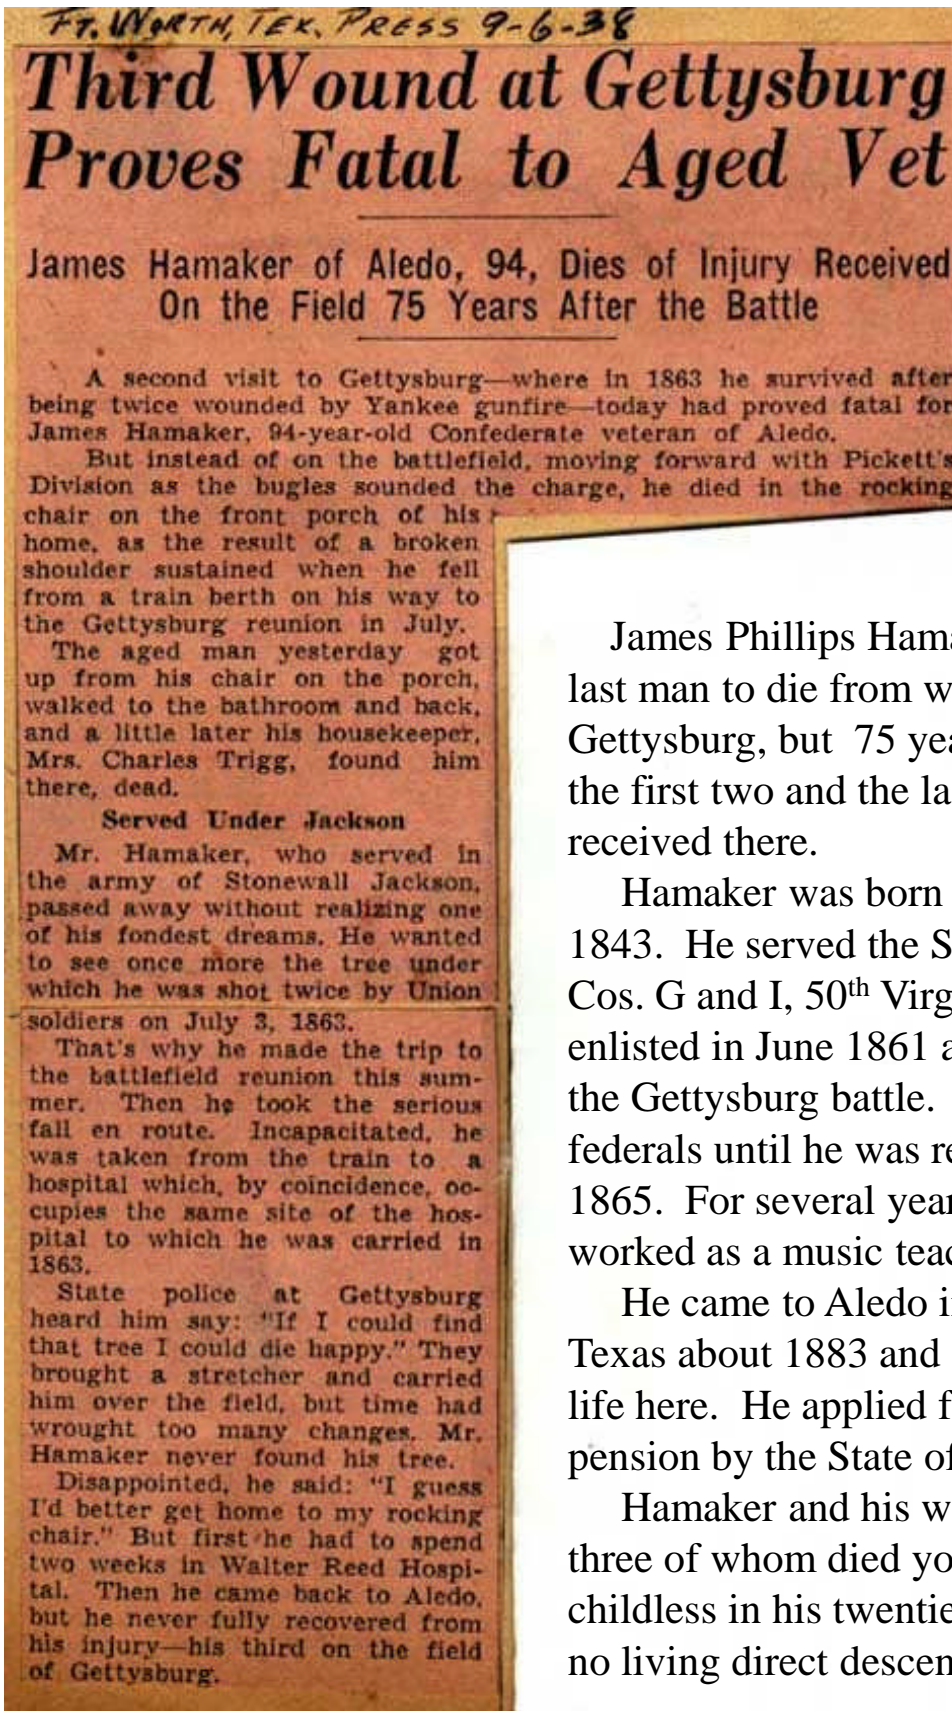 FT. WORTH, TEX. PRESS 9-6-38
Third Wound at Gettysburg
Proves Fatal to Aged Vet
James Hamaker of Aledo, 94, Dies of Injury Received
On the Field 75 Years After the Battle
A second visit to Gettysburg—where in 1863 he survived after
being twice wounded by Yankee gunfire—today had proved fatal for
James Hamaker, 94-year-old Confederate veteran of Aledo.
But instead of on the battlefield, moving forward with Pickett's
Division as the bugles sounded the charge, he died in the rocking
chair on the front porch of his
home, as the result of a broken
shoulder sustained when he fell
from a train berth on his way to
the Gettysburg reunion in July.
The aged man yesterday got
up from his chair on the porch,
walked to the bathroom and back,
and a little later his housekeeper,
Mrs. Charles Trigg, found him
there, dead.
Served Under Jackson
Mr. Hamaker, who served in
the army of Stonewall Jackson,
passed away without realizing one
of his fondest dreams. He wanted
to see once more the tree under
which he was shot twice by Union
soldiers on July 3, 1863.
That's why he made the trip to
the battlefield reunion this sum-
mer. Then he took the serious
fall en route. Incapacitated, he
was taken from the train to a
hospital which, by coincidence, oc-
cupies the same site of the hos-
pital to which he was carried in
1863.
State police at Gettysburg
heard him say: "If I could find
that tree I could die happy." They
brought a stretcher and carried
him over the field, but time had
wrought too many changes. Mr.
Hamaker never found his tree.
Disappointed, he said: "I guess
I'd better get home to my rocking
chair." But first he had to spend
two weeks in Walter Reed Hospi-
tal. Then he came back to Aledo,
but he never fully recovered from
his injury—his third on the field
of Gettysburg.
James Phillips Hama
last man to die from w
Gettysburg, but 75 yea
the first two and the la
received there.
Hamaker was born
1843. He served the S
Cos. G and I, 50th Virg
enlisted in June 1861 a
the Gettysburg battle.
federals until he was re
1865. For several year
worked as a music teac
He came to Aledo i
Texas about 1883 and
life here. He applied f
pension by the State of
Hamaker and his w
three of whom died yo
childless in his twentie
no living direct descen